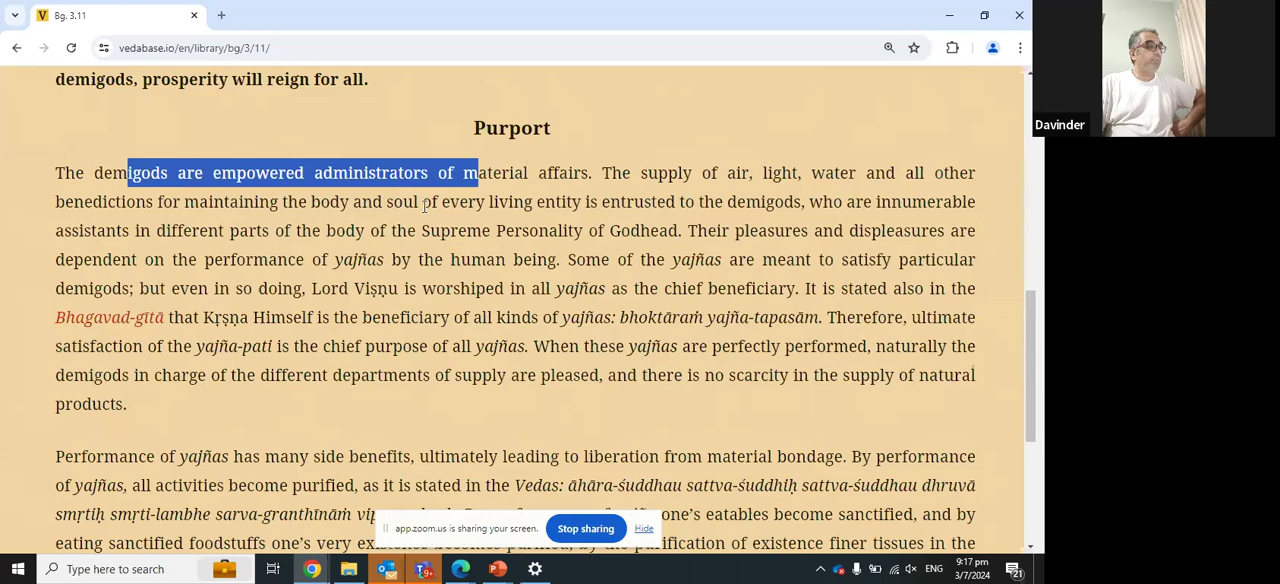 Bg. 3.11
vedabase.io/en/library/bg/3/11/
Davinder
demigods, prosperity will reign for all.
Purport
The demigods are empowered administrators of material affairs. The supply of air, light, water and all other
benedictions for maintaining the body and soul of every living entity is entrusted to the demigods, who are innumerable
assistants in different parts of the body of the Supreme Personality of Godhead. Their pleasures and displeasures are
dependent on the performance of yajñas by the human being. Some of the yajñas are meant to satisfy particular
demigods; but even in so doing, Lord Viṣṇu is worshiped in all yajñas as the chief beneficiary. It is stated also in the
Bhagavad-gītā that Kṛṣṇa Himself is the beneficiary of all kinds of yajñas: bhoktāraṁ yajña-tapasām. Therefore, ultimate
satisfaction of the yajña-pati is the chief purpose of all yajñas. When these yajñas are perfectly performed, naturally the
demigods in charge of the different departments of supply are pleased, and there is no scarcity in the supply of natural
products.
Performance of yajñas has many side benefits, ultimately leading to liberation from material bondage. By performance
of yajñas, all activities become purified, as it is stated in the Vedas: āhāra-śuddhau sattva-śuddhiḥ sattva-śuddhau dhruvā
smṛtiḥ smṛti-lambhe sarva-granthīnāṁ one's eatables become sanctified, and by
app.zoom.us is sharing your screen. Stop sharing Hide
eating sanctified foodstuffs one's very purification of existence finer tissues in the
Type here to search
ENG
9:17 pm
3/7/2024
21